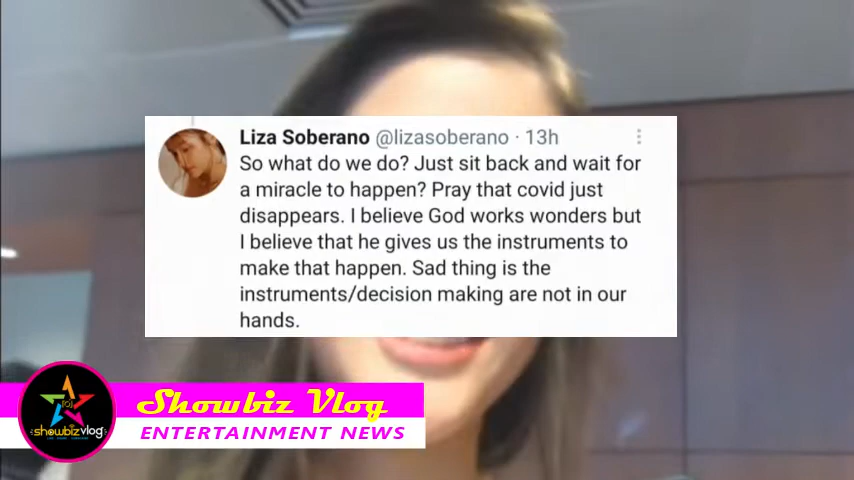 Liza Soberano @lizasoberano · 13h
So what do we do? Just sit back and wait for
a miracle to happen? Pray that covid just
disappears. I believe God works wonders but
I believe that he gives us the instruments to
make that happen. Sad thing is the
instruments/decision making are not in our
hands.
Showbiz Vlog
ENTERTAINMENT NEWS
showbizvlog